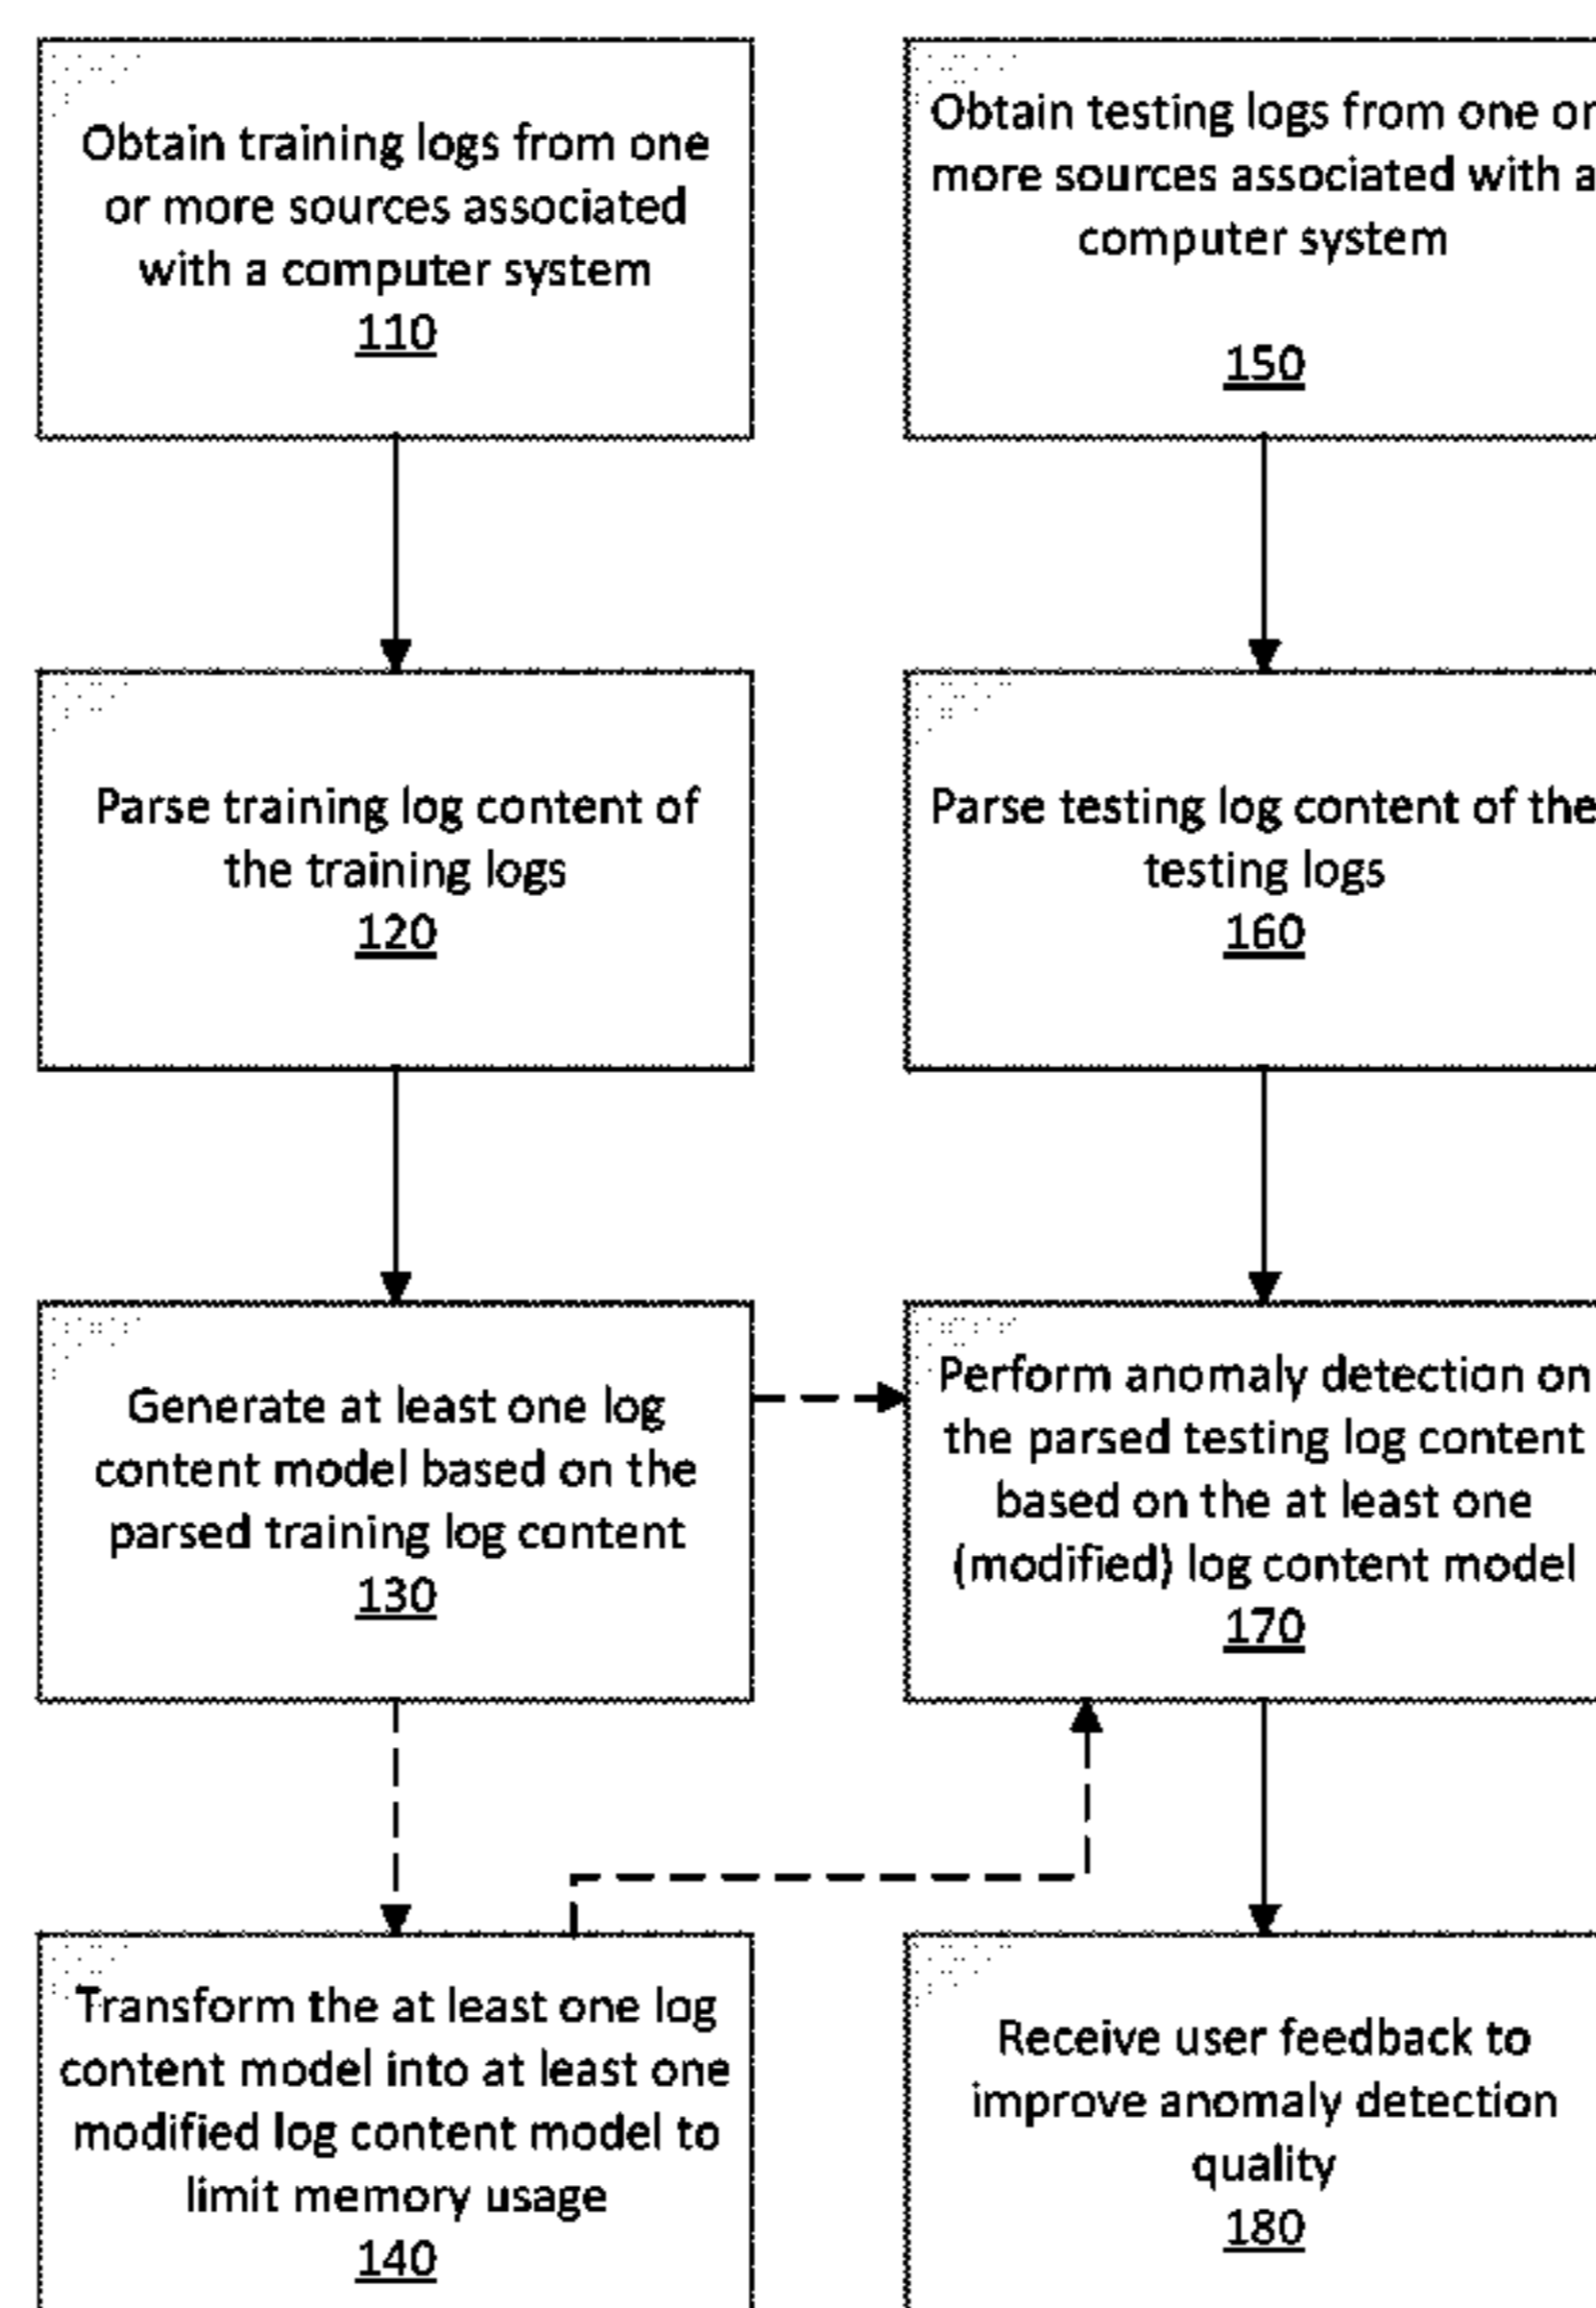 Obtain training logs from one
or more sources associated
with a computer system
110
Parse training log content of
the training logs
120
Generate at least one log
content model based on the
parsed training log content
130
Transform the at least one log
content model into at least one
modified log content model to
limit memory usage
140
Obtain testing logs from one or
more sources associated with a
computer system
150
Parse testing log content of the
testing logs
160
Perform anomaly detection on
the parsed testing log content
based on the at least one
(modified) log content model
170
Receive user feedback to
improve anomaly detection
quality
180